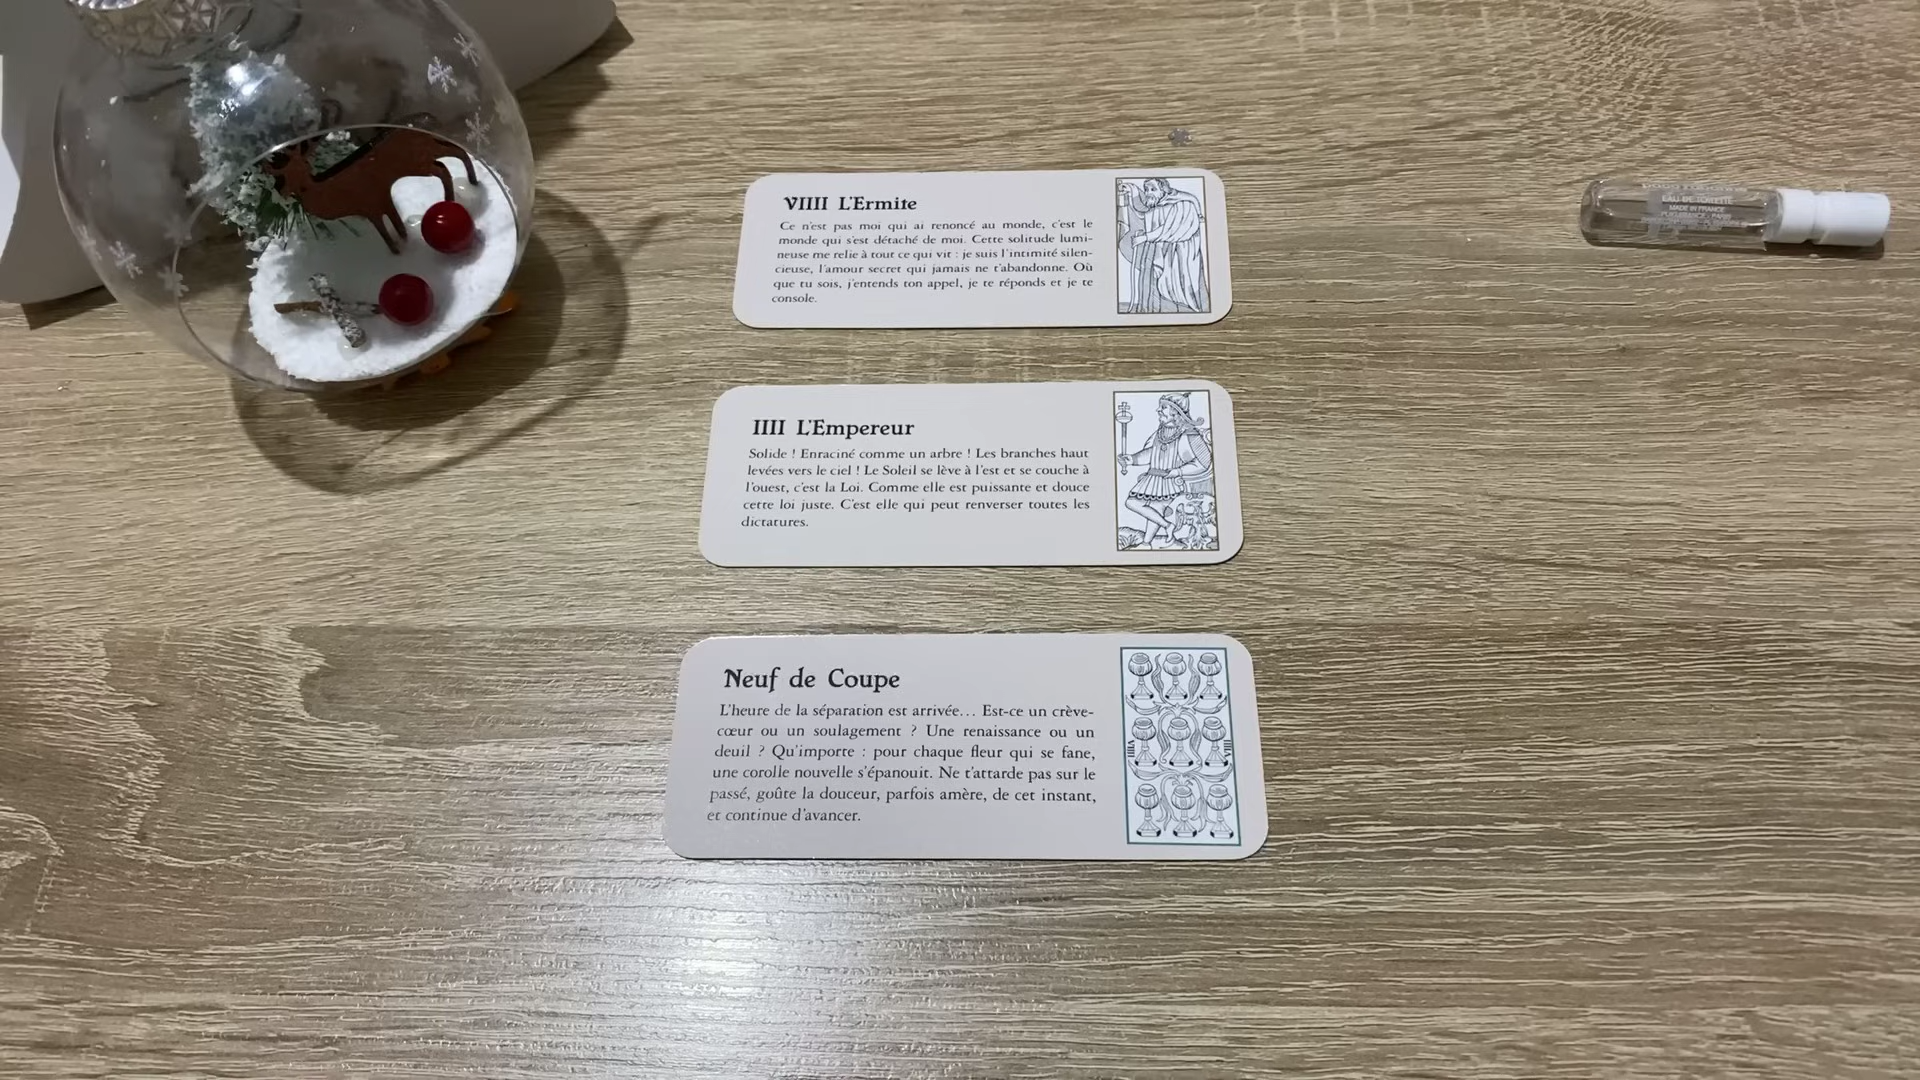 VIIII L'Ermite
Ce n'est pas moi qui ai renoncé au monde, c'est le
monde qui s'est détaché de moi. Cette solitude lumi-
neuse me relie à tout ce qui vit : je suis l'intimité silen-
cieuse, l'amour secret qui jamais ne t'abandonne. Où
que tu sois, j'entends ton appel, je te réponds et je te
console.
IIII L'Empereur
Solide ! Enraciné comme un arbre ! Les branches haut
levées vers le ciel ! Le Soleil se lève à l'est et se couche à
l'ouest, c'est la Loi. Comme elle est puissante et douce
cette loi juste. C'est elle qui peut renverser toutes les
dictatures.
Neuf de Coupe
L'heure de la séparation est arrivée… Est-ce un crève-
cœur ou un soulagement ? Une renaissance ou un
deuil ? Qu'importe : pour chaque fleur qui se fane,
une corolle nouvelle s'épanouit. Ne t'attarde pas sur le
passé, goûte la douceur, parfois amère, de cet instant,
et continue d'avancer.
VIIII
VIIII
EAU DE TOILETTE
MADE IN FRANCE
PARIS